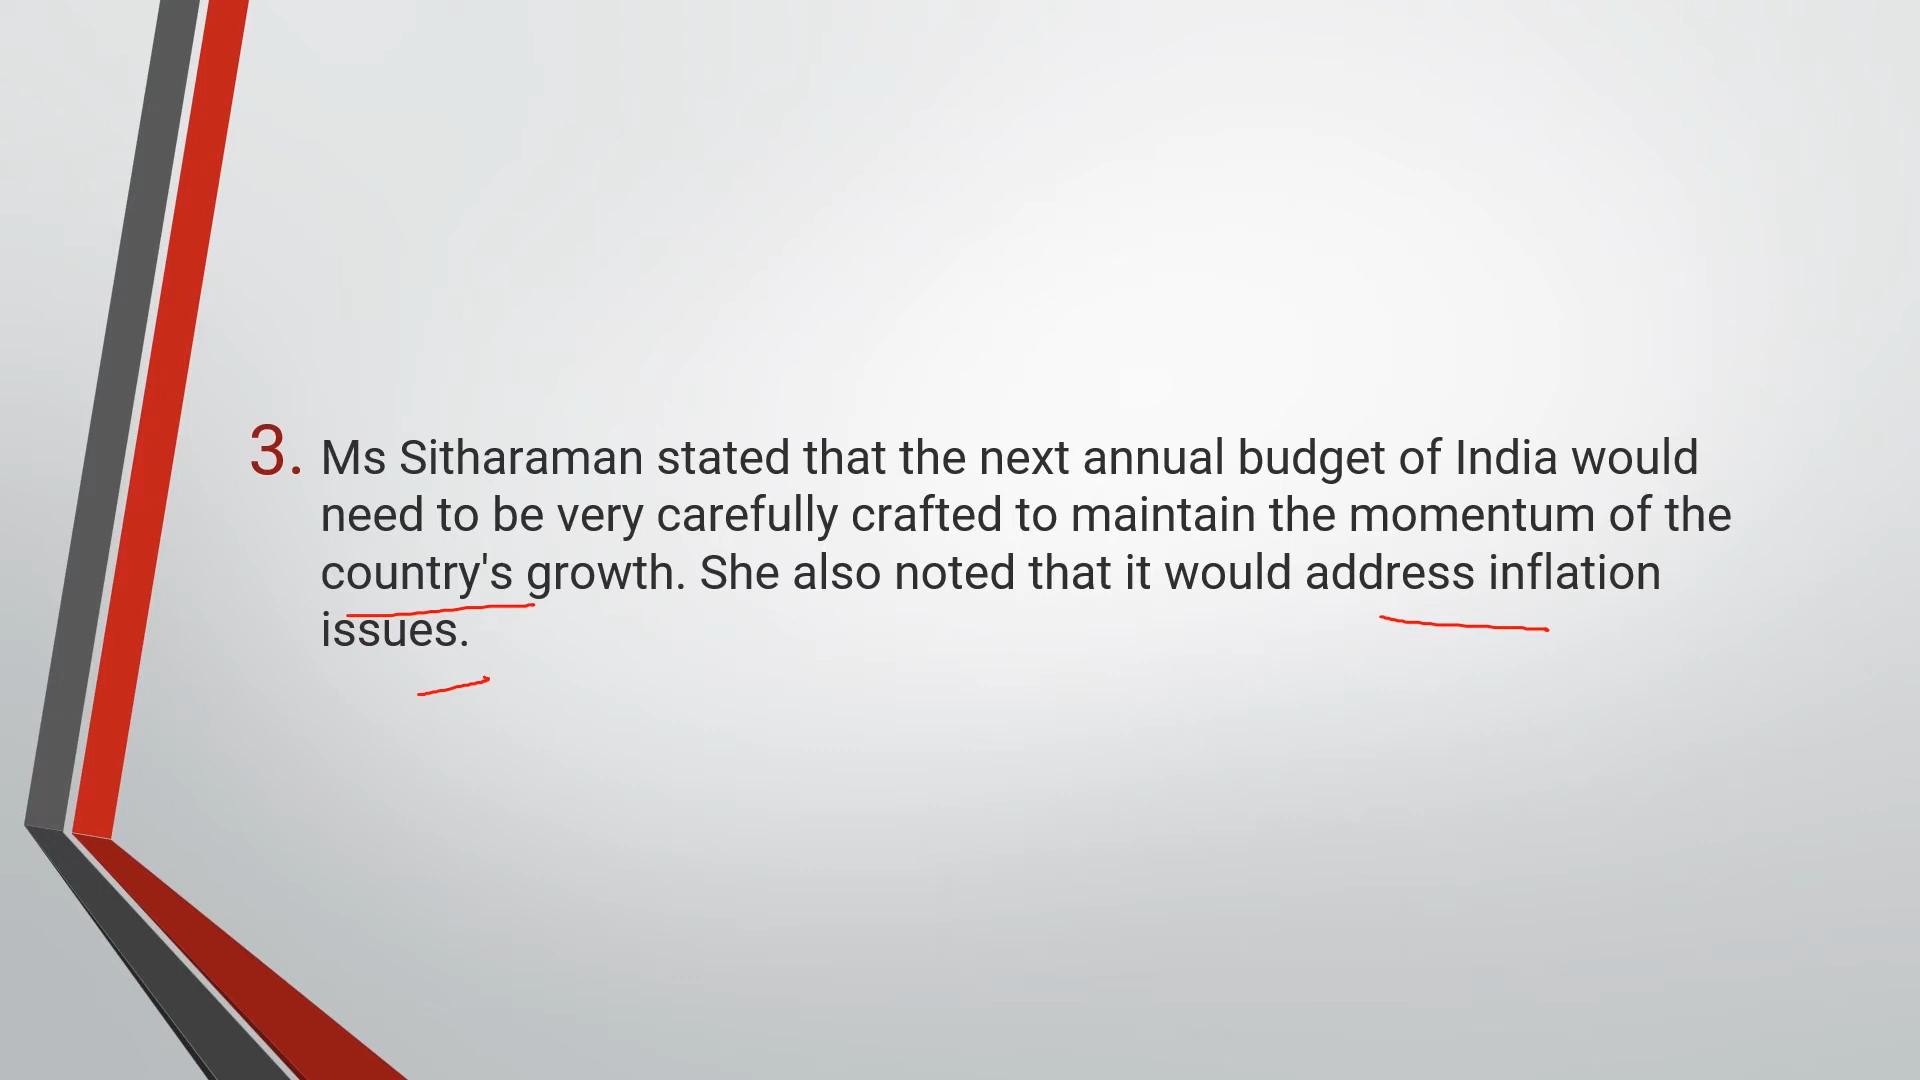 3. Ms Sitharaman stated that the next annual budget of India would
need to be very carefully crafted to maintain the momentum of the
country's growth. She also noted that it would address inflation
issues.